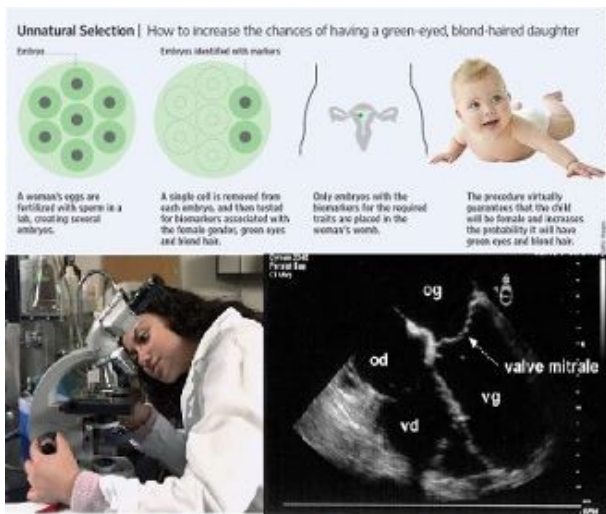 Unnatural Selection | How to increase the chances of having a green-eyed, blond-haired daughter
Embryo
Embryos identified with markers
A woman's eggs are
fertilized with sperm in a
lab, creating several
embryos.
A single cell is removed from
each embryo, and then tested
for biomarkers associated with
the female gender, green eyes
and blond hair.
Only embryos with the
biomarkers for the required
traits are placed in the
woman's womb.
The procedure virtually
guarantees that the child
will be female and increases
the probability it will have
green eyes and blond hair.
og
od
valve mitrale
vg
vd